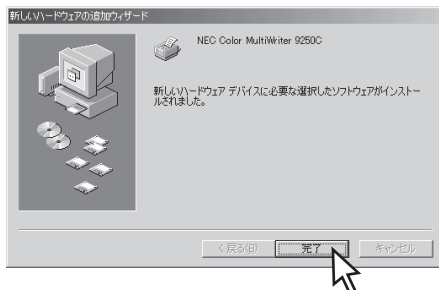 新しいハードウェアの追加ウィザード
NEC Color MultiWriter 9250C
新しいハードウェア デバイスに必要な選択したソフトウェアがインストー
ルされました。
< 戻る(B)
完了
キャンセル